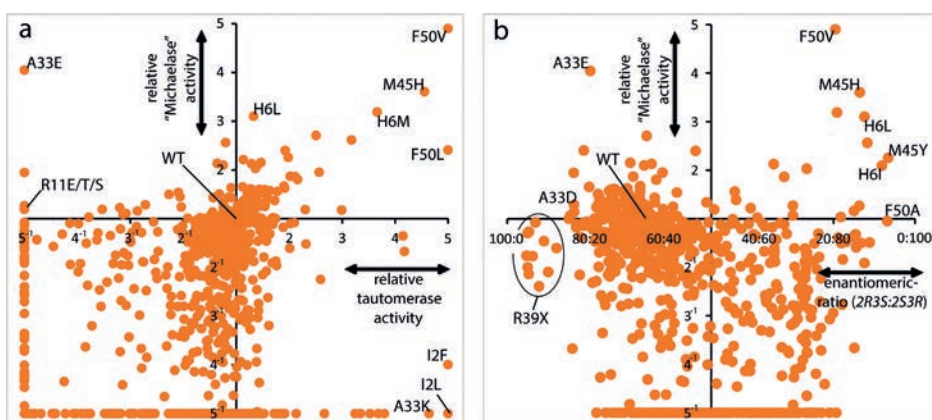 a
5
F50V
A33E
4
relative
"Michaelase"
activity
M45H
H6L
3
H6M
F50L
WT
2
R11E/T/S
5⁻¹ 4⁻¹ 3⁻¹ 2⁻¹ 2 3 4 5
2⁻¹
relative
tautomerase
activity
3⁻¹
I2F
4⁻¹
I2L
A33K
5⁻¹
b
5
F50V
A33E
4
relative
"Michaelase"
activity
M45H
3
H6L
M45Y
WT
2
H6I
A33D
F50A
100:0 80:20 60:40 40:60 20:80 0:100
2⁻¹
enantiomeric-
ratio (2R3S:2S3R)
R39X
3⁻¹
4⁻¹
5⁻¹